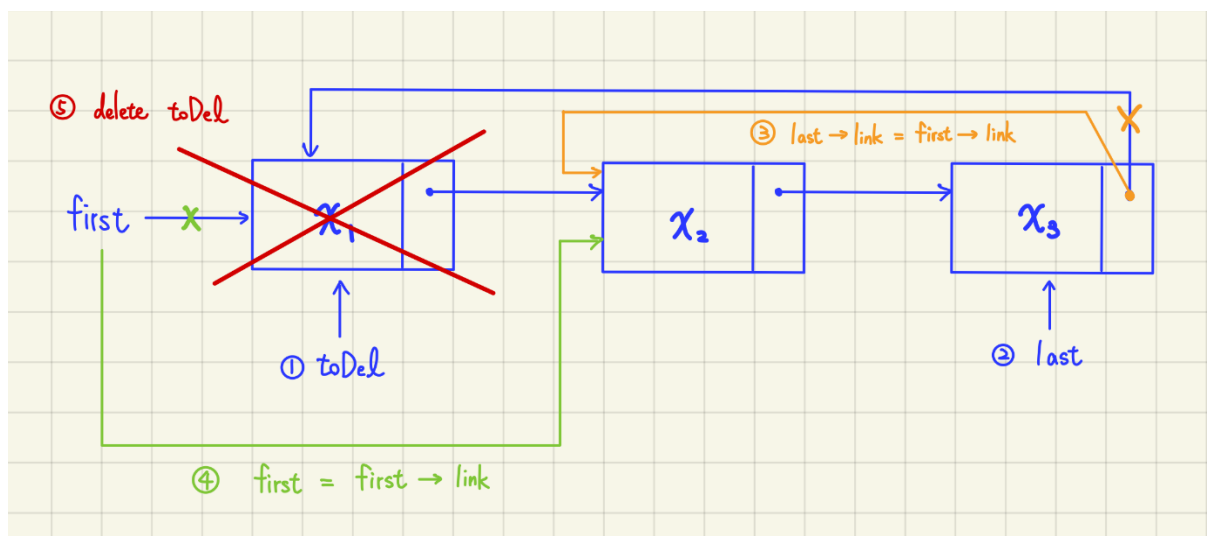 ⑤ delete toDel
③ last → link = first → link
first
x₁
x₂
x₃
① toDel
② last
④ first = first → link